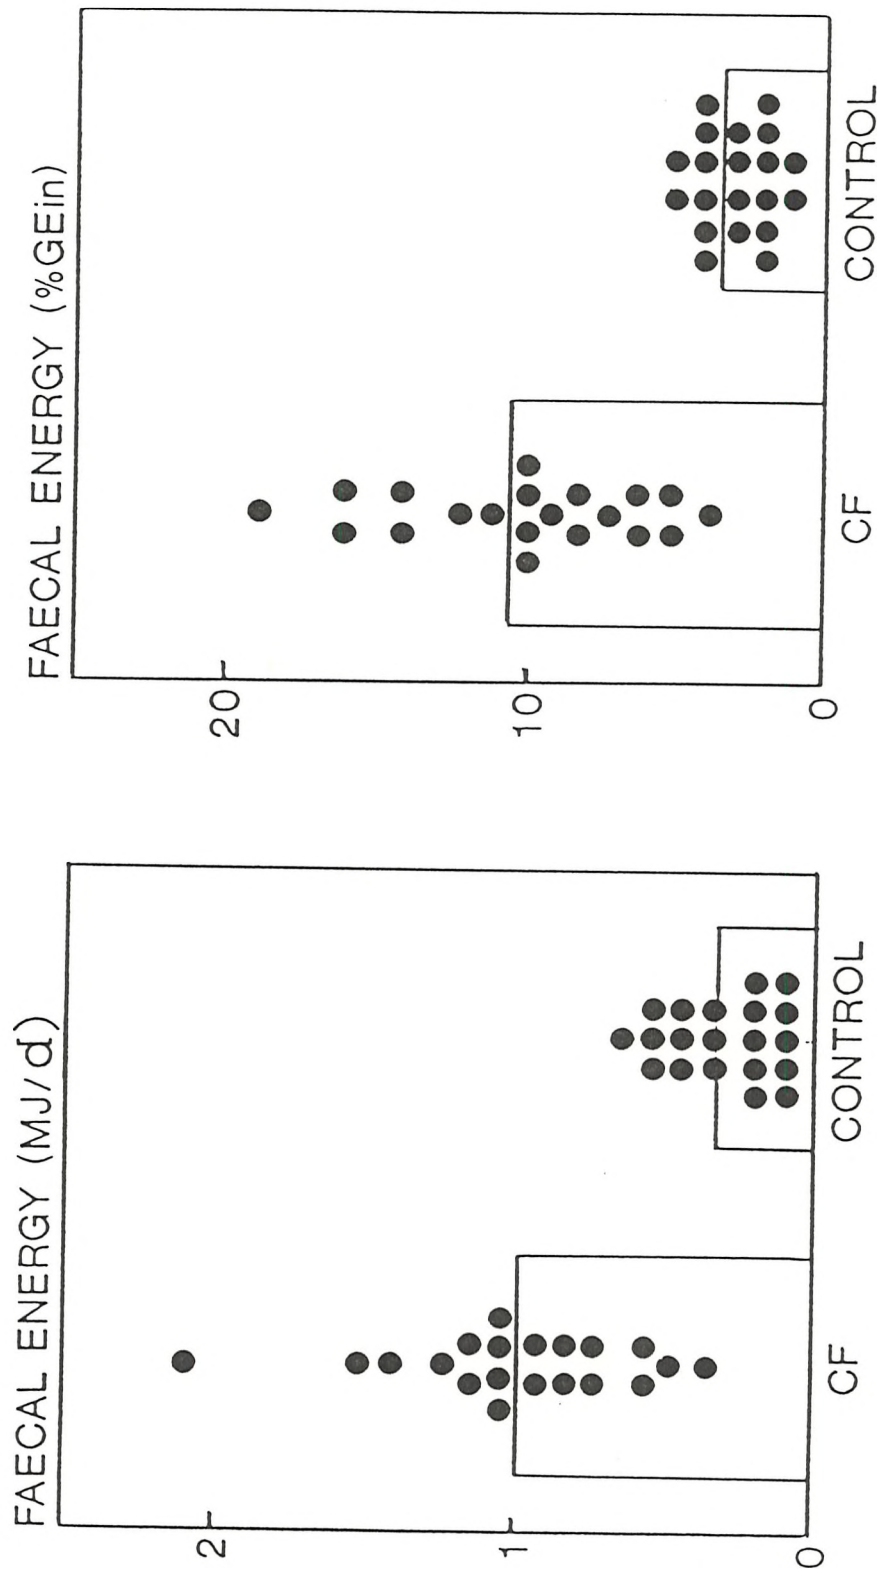 FAECAL ENERGY (MJ/d)
2
1
0
CF
CONTROL
FAECAL ENERGY (%GEin)
20
10
0
CF
CONTROL